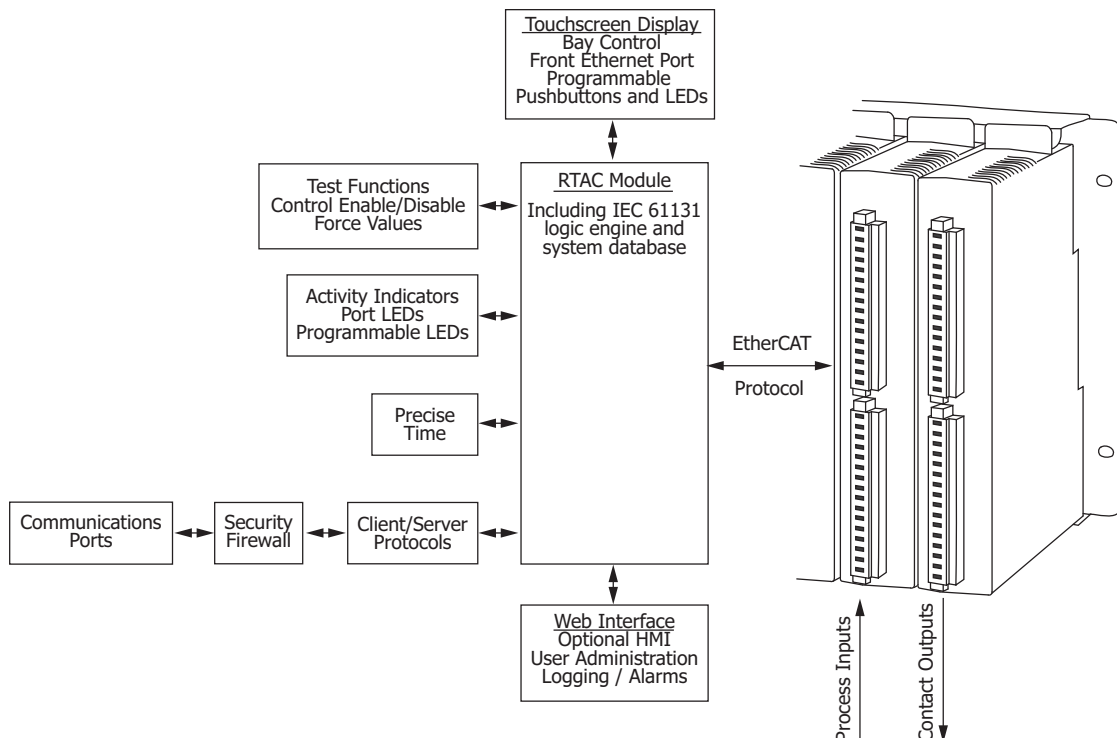 Touchscreen Display
Bay Control
Front Ethernet Port
Programmable
Pushbuttons and LEDs
Test Functions
Control Enable/Disable
Force Values
RTAC Module
Including IEC 61131
logic engine and
system database
Activity Indicators
Port LEDs
Programmable LEDs
EtherCAT
Protocol
Precise
Time
Communications
Ports
Security
Firewall
Client/Server
Protocols
Web Interface
Optional HMI
User Administration
Logging / Alarms
Process Inputs
Contact Outputs